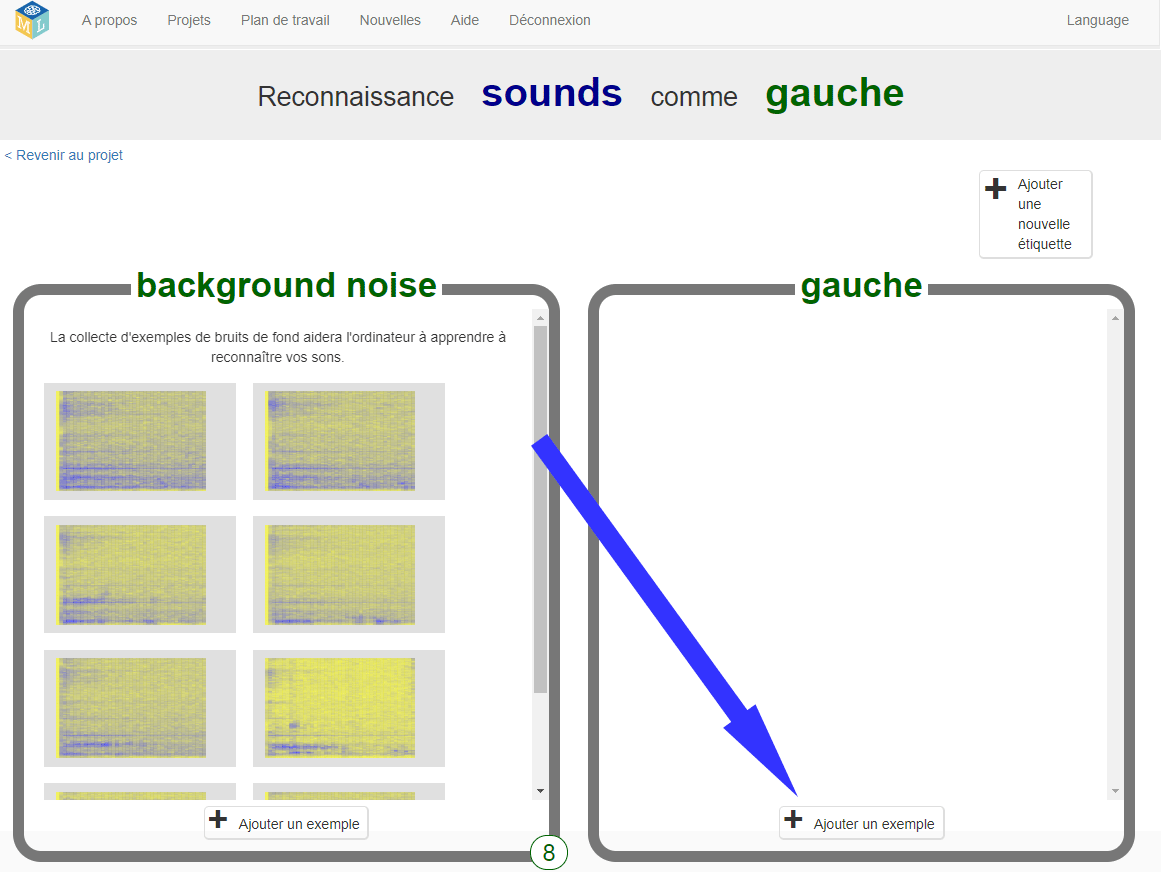 ML
A propos Projets Plan de travail Nouvelles Aide Déconnexion Language
Reconnaissance sounds comme gauche
< Revenir au projet
Ajouter
une
nouvelle
étiquette
background noise
La collecte d'exemples de bruits de fond aidera l'ordinateur à apprendre à
reconnaître vos sons.
Ajouter un exemple
8
gauche
Ajouter un exemple